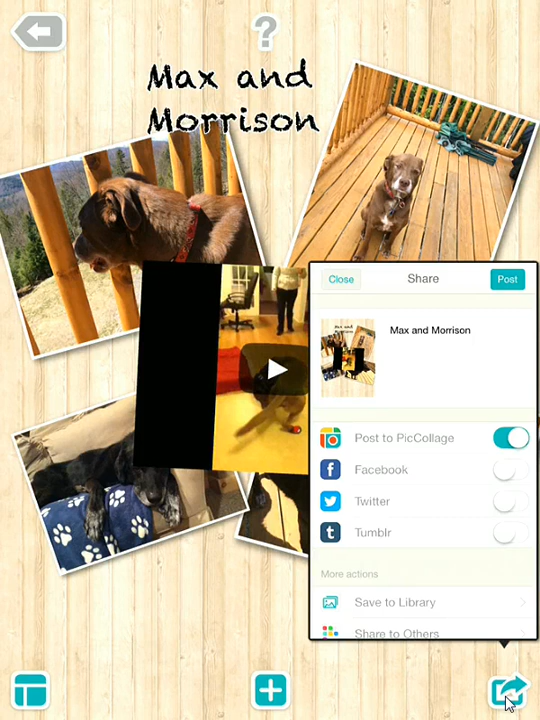 ?
Max and
Morrison
Close Share Post
Max and Morrison
Post to PicCollage
Facebook
Twitter
Tumblr
More actions
Save to Library
Share to Others